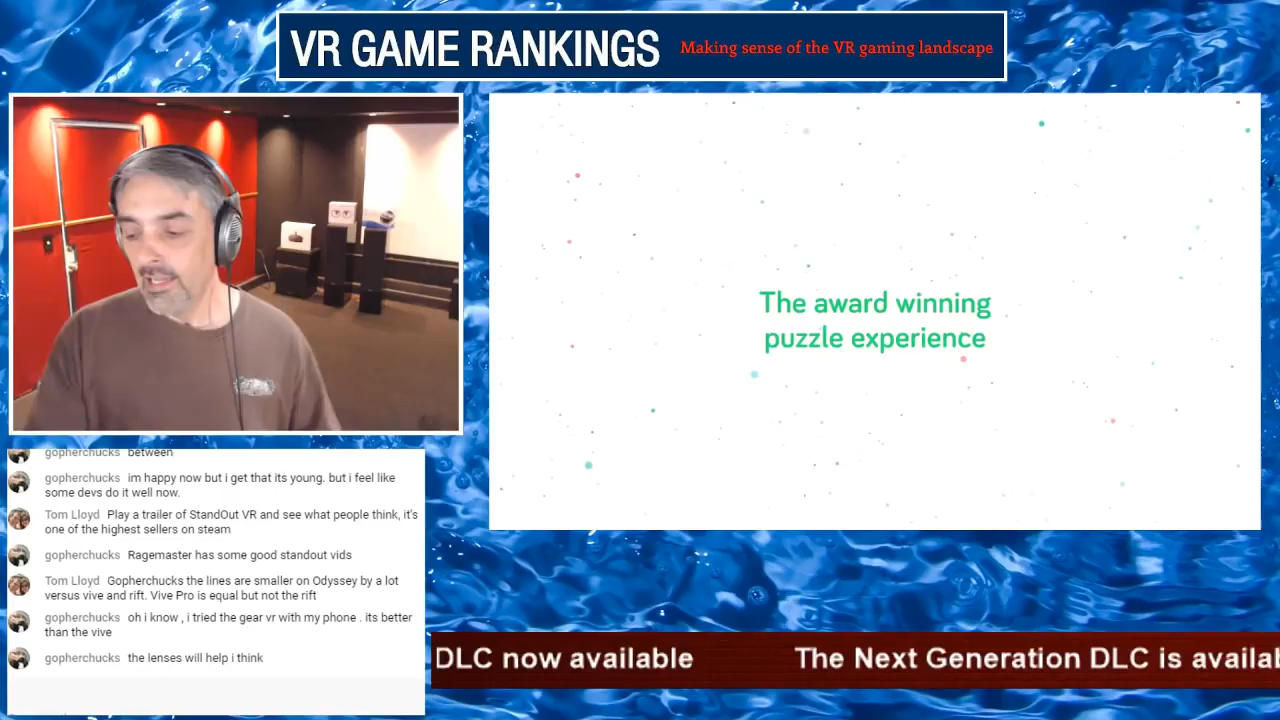 VR GAME RANKINGS Making sense of the VR gaming landscape
The award winning
puzzle experience
gopherchucks between
gopherchucks im happy now but i get that its young. but i feel like
some devs do it well now.
Tom Lloyd Play a trailer of StandOut VR and see what people think, it's
one of the highest sellers on steam
gopherchucks Ragemaster has some good standout vids
Tom Lloyd Gopherchucks the lines are smaller on Odyssey by a lot
versus vive and rift. Vive Pro is equal but not the rift
gopherchucks oh i know , i tried the gear vr with my phone . its better
than the vive
gopherchucks the lenses will help i think
DLC now available The Next Generation DLC is availab